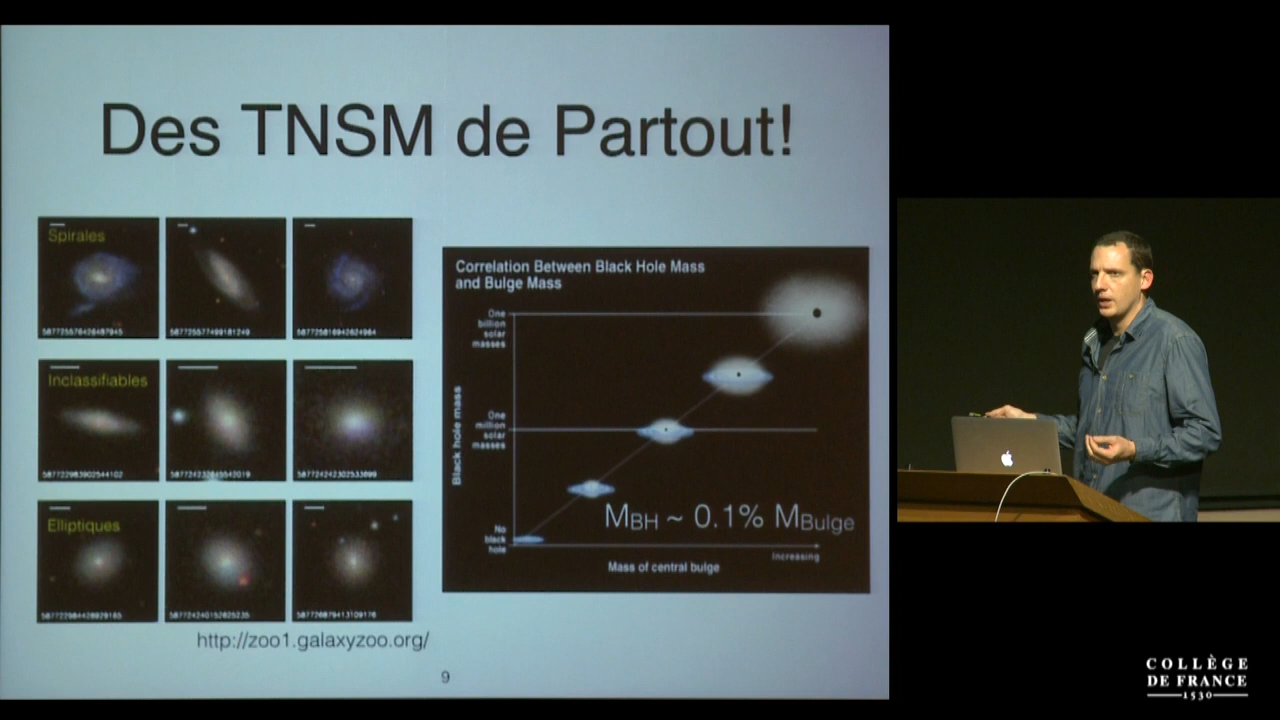 Des TNSM de Partout!
Spirales
Inclassifiables
Elliptiques
http://zoo1.galaxyzoo.org/
Correlation Between Black Hole Mass
and Bulge Mass
One
billion
solar
masses
One
million
solar
masses
No
black
hole
Black hole mass
MBH ~ 0.1% MBulge
Increasing
Mass of central bulge
9
COLLÈGE
DE FRANCE
1530